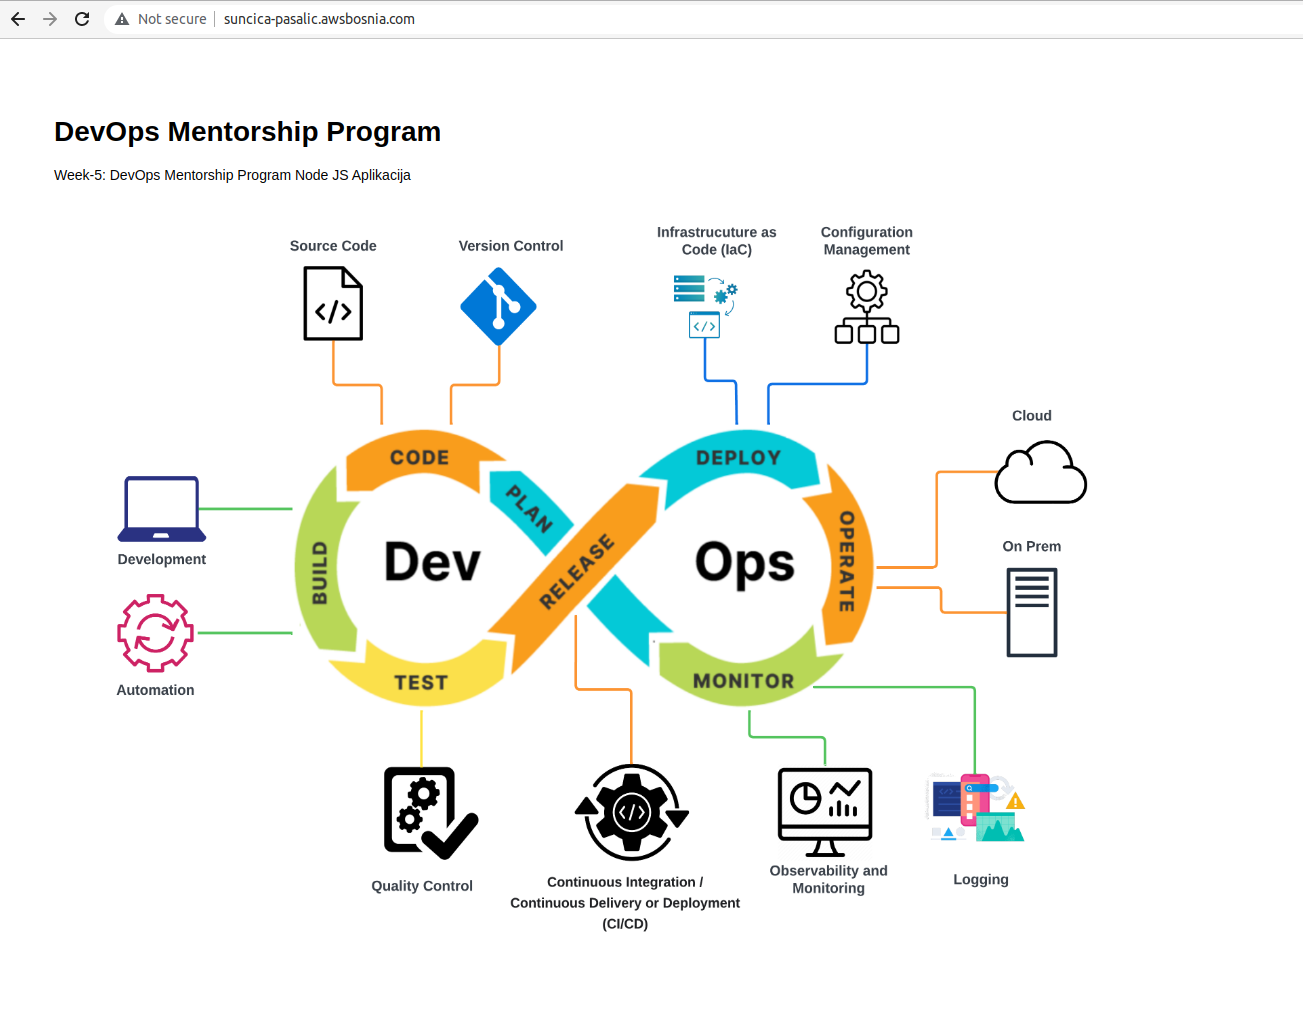 Not secure
suncica-pasalic.awsbosnia.com
DevOps Mentorship Program
Week-5: DevOps Mentorship Program Node JS Aplikacija
Source Code
Version Control
Infrastrucuture as
Code (IaC)
Configuration
Management
</>
</>
CODE
PLAN
DEPLOY
Cloud
Development
BUILD
Dev
RELEASE
Ops
OPERATE
On Prem
Automation
TEST
MONITOR
</>
Quality Control
Continuous Integration /
Continuous Delivery or Deployment
(CI/CD)
Observability and
Monitoring
Logging